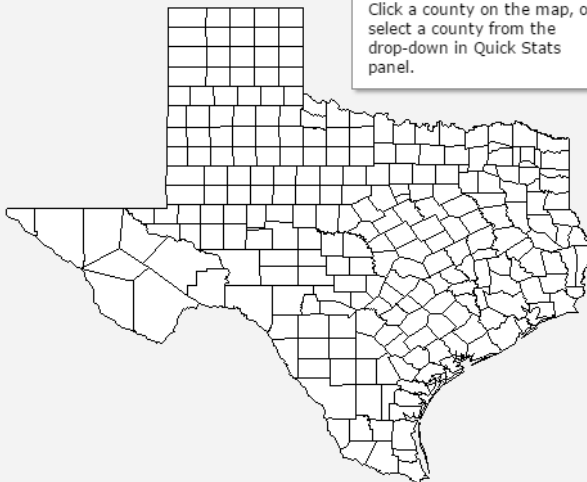 Click a county on the map, o
select a county from the
drop-down in Quick Stats
panel.